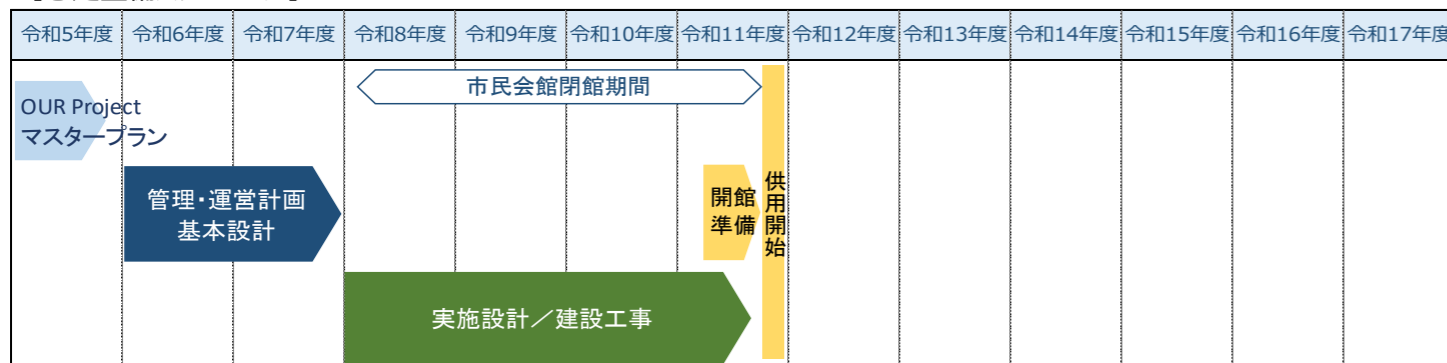 令和5年度 令和6年度 令和7年度 令和8年度 令和9年度 令和10年度 令和11年度 令和12年度 令和13年度 令和14年度 令和15年度 令和16年度 令和17年度
市民会館閉館期間
OUR Project
マスタープラン
管理・運営計画
基本設計
開館
準備
供用開始
実施設計／建設工事